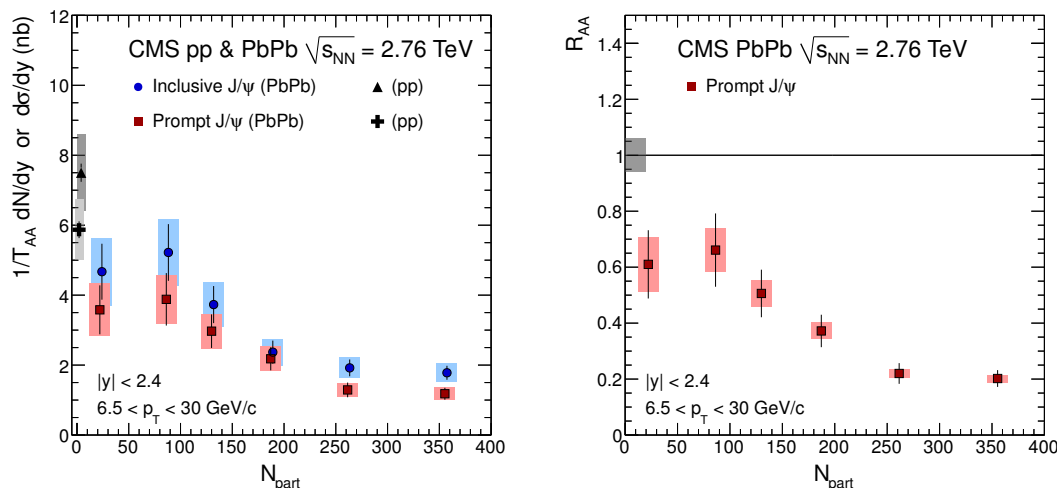 CMS pp & PbPb √s_NN = 2.76 TeV
Inclusive J/ψ (PbPb)
(pp)
Prompt J/ψ (PbPb)
(pp)
|y| < 2.4
6.5 < p_T < 30 GeV/c
1/T_AA dN/dy or dσ/dy (nb)
12
10
8
6
4
2
0
0 50 100 150 200 250 300 350 400
N_part
CMS PbPb √s_NN = 2.76 TeV
Prompt J/ψ
|y| < 2.4
6.5 < p_T < 30 GeV/c
R_AA
1.4
1.2
1
0.8
0.6
0.4
0.2
0
0 50 100 150 200 250 300 350 400
N_part